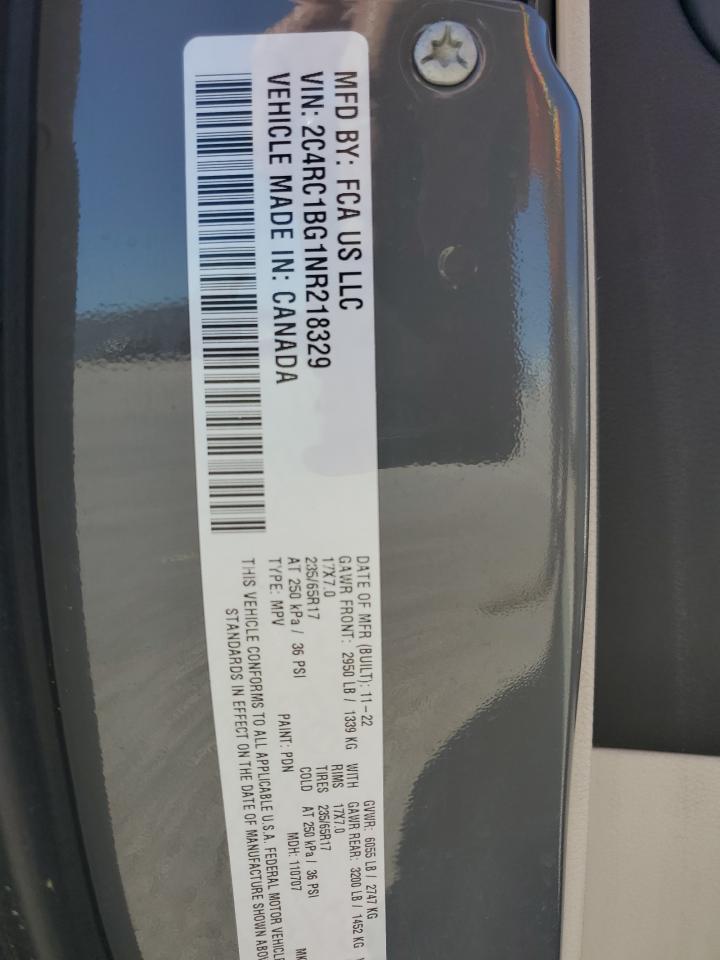 MFD BY: FCA US LLC
VIN: 2C4RC1BG1NR218329
VEHICLE MADE IN: CANADA
DATE OF MFR (BUILT): 11-22 GVWR: 6055 LB / 2747 KG
GAWR FRONT: 2950 LB / 1339 KG WITH GAWR REAR: 3200 LB / 1452 KG
17X7.0 RIMS 17X7.0
235/65R17 TIRES 235/65R17
AT 250 kPa / 36 PSI COLD AT 250 kPa / 36 PSI
TYPE: MPV PAINT: PDN MDH: 110707
THIS VEHICLE CONFORMS TO ALL APPLICABLE U.S.A. FEDERAL MOTOR VEHICLE
STANDARDS IN EFFECT ON THE DATE OF MANUFACTURE SHOWN